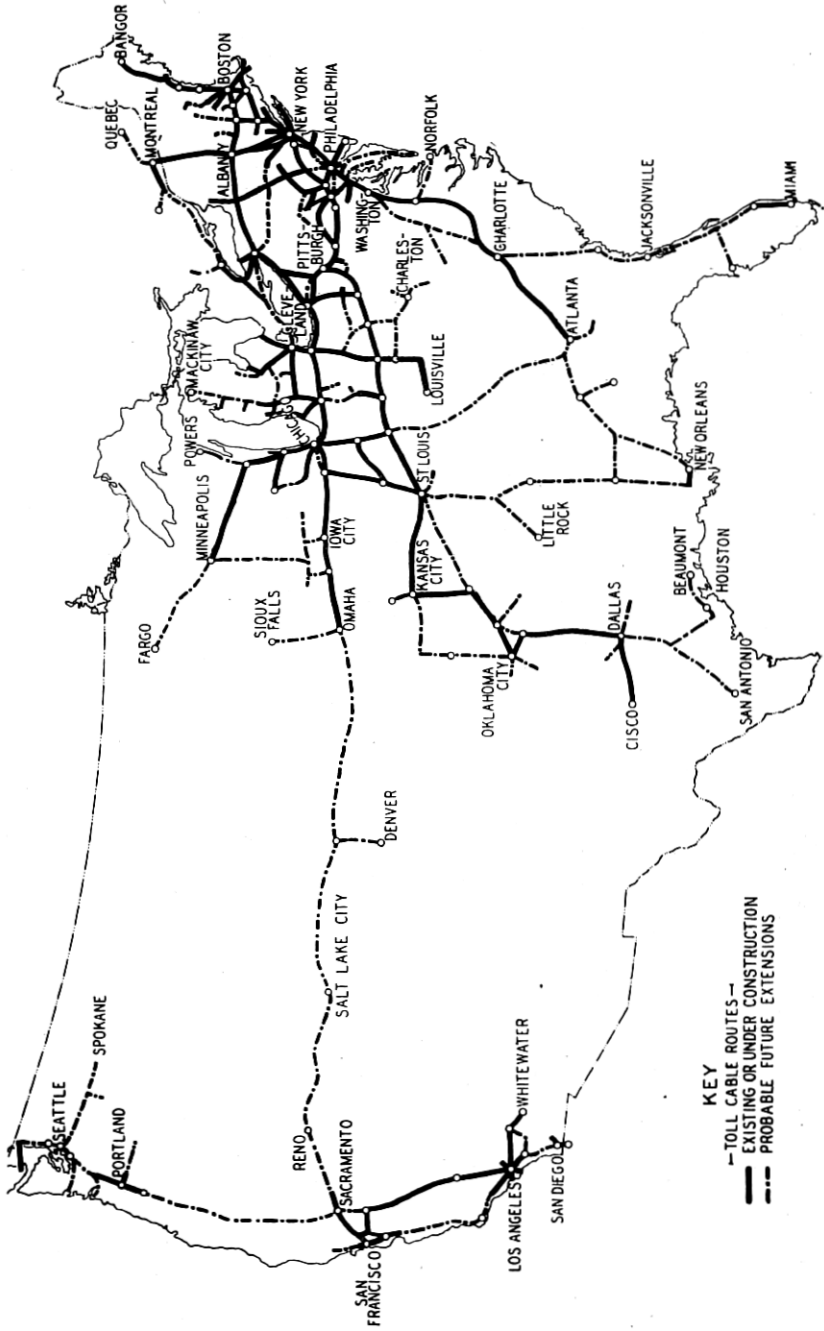 BANGOR
QUEBEC
MONTREAL
BOSTON
ALBANY
NEW YORK
PHILADELPHIA
PITTS-
BURGH
WASHING-
TON
NORFOLK
CHARLES-
TON
CHARLOTTE
JACKSONVILLE
MIAMI
ATLANTA
CLEVE-
LAND
MACKINAW
CITY
LOUISVILLE
CHICAGO
POWERS
MINNEAPOLIS
ST LOUIS
NEW ORLEANS
IOWA
CITY
LITTLE
ROCK
KANSAS
CITY
BEAUMONT
HOUSTON
FARGO
SIOUX
FALLS
OMAHA
OKLAHOMA
CITY
DALLAS
CISCO
SAN ANTONIO
DENVER
SALT LAKE CITY
SPOKANE
SEATTLE
PORTLAND
RENO
SACRAMENTO
WHITEWATER
SAN
FRANCISCO
LOS ANGELES
SAN DIEGO
KEY
-TOLL CABLE ROUTES-
EXISTING OR UNDER CONSTRUCTION
PROBABLE FUTURE EXTENSIONS